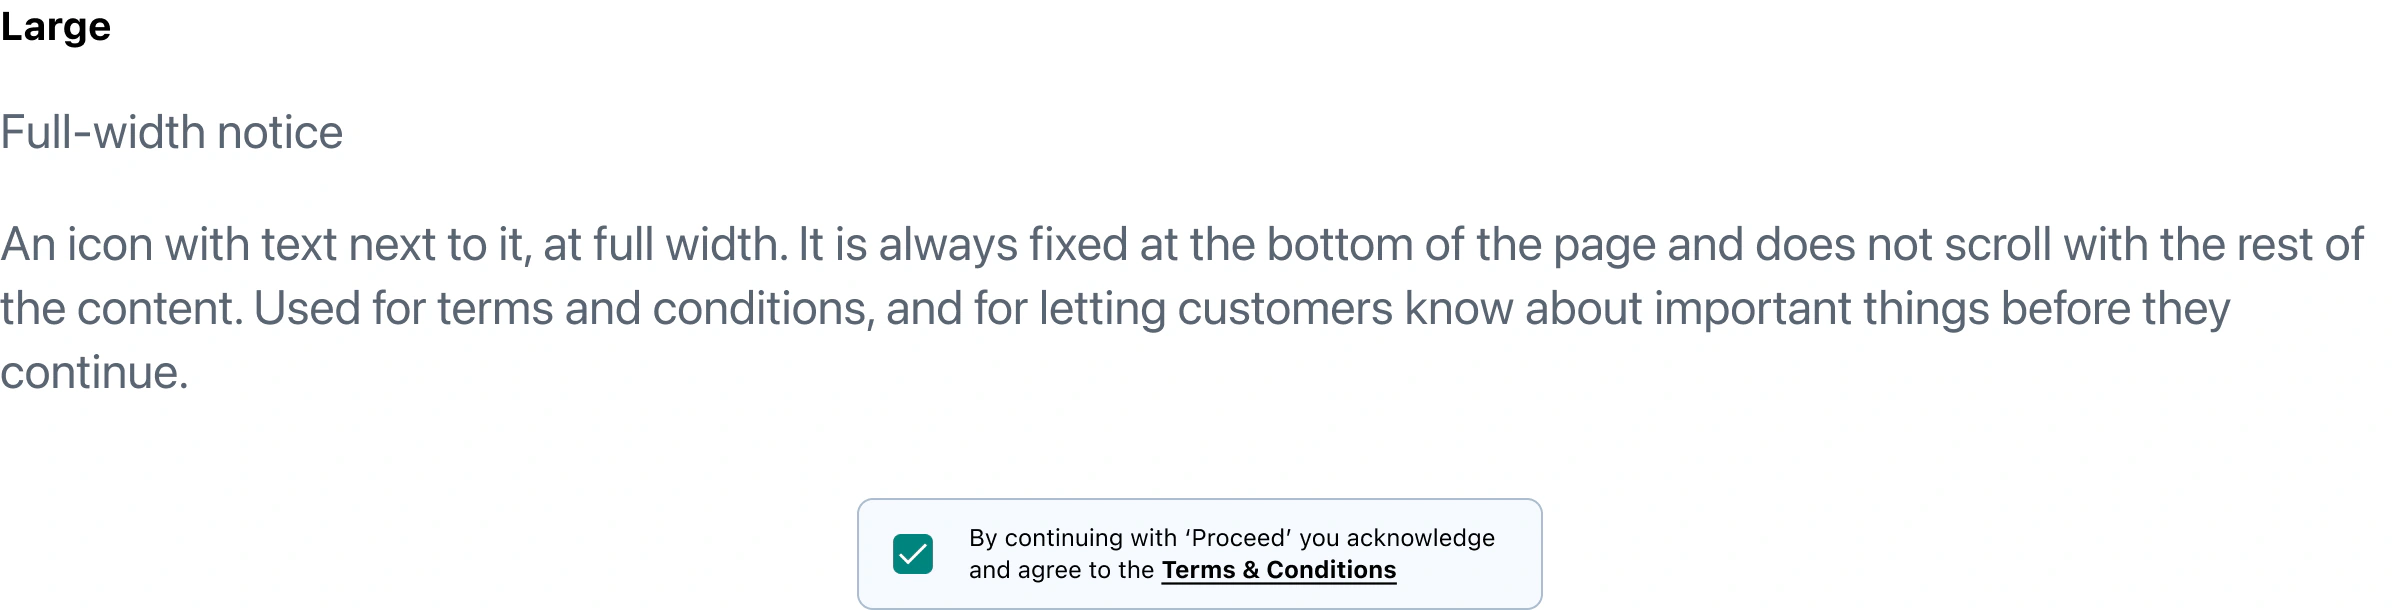 Large
Full-width notice
An icon with text next to it, at full width. It is always fixed at the bottom of the page and does not scroll with the rest of
the content. Used for terms and conditions, and for letting customers know about important things before they
continue.
By continuing with ‘Proceed’ you acknowledge
and agree to the Terms & Conditions